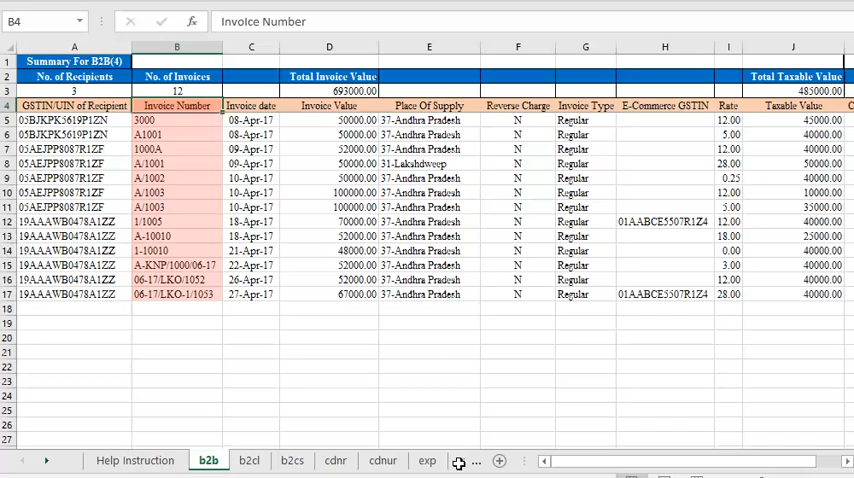 B4 fx InvoIce Number
A B C D E F G H I J
1 Summary For B2B(4)
2 No. of Recipients No. of Invoices Total Invoice Value Total Taxable Value
3 3 12 693000.00 485000.00
4 GSTIN/UIN of Recipient Invoice Number Invoice date Invoice Value Place Of Supply Reverse Charge Invoice Type E-Commerce GSTIN Rate Taxable Value C
5 05BJKPK5619P1ZN 3000 08-Apr-17 50000.00 37-Andhra Pradesh N Regular 12.00 45000.00
6 05BJKPK5619P1ZN A1001 08-Apr-17 50000.00 37-Andhra Pradesh N Regular 5.00 40000.00
7 05AEJPP8087R1ZF 1000A 09-Apr-17 52000.00 37-Andhra Pradesh N Regular 12.00 40000.00
8 05AEJPP8087R1ZF A/1001 09-Apr-17 50000.00 31-Lakshdweep N Regular 28.00 50000.00
9 05AEJPP8087R1ZF A/1002 10-Apr-17 50000.00 37-Andhra Pradesh N Regular 0.25 40000.00
10 05AEJPP8087R1ZF A/1003 10-Apr-17 100000.00 37-Andhra Pradesh N Regular 12.00 10000.00
11 05AEJPP8087R1ZF A/1003 10-Apr-17 100000.00 37-Andhra Pradesh N Regular 5.00 35000.00
12 19AAAWB0478A1ZZ 1/1005 18-Apr-17 70000.00 37-Andhra Pradesh N Regular 01AABCE5507R1Z4 12.00 40000.00
13 19AAAWB0478A1ZZ A-10010 18-Apr-17 52000.00 37-Andhra Pradesh N Regular 18.00 25000.00
14 19AAAWB0478A1ZZ 1-10010 21-Apr-17 48000.00 37-Andhra Pradesh N Regular 0.00 40000.00
15 19AAAWB0478A1ZZ A-KNP/1000/06-17 22-Apr-17 52000.00 37-Andhra Pradesh N Regular 3.00 40000.00
16 19AAAWB0478A1ZZ 06-17/LKO/1052 26-Apr-17 52000.00 37-Andhra Pradesh N Regular 12.00 40000.00
17 19AAAWB0478A1ZZ 06-17/LKO-1/1053 27-Apr-17 67000.00 37-Andhra Pradesh N Regular 01AABCE5507R1Z4 28.00 40000.00
18
19
20
21
22
23
24
25
26
27
Help Instruction b2b b2cl b2cs cdnr cdnur exp ...